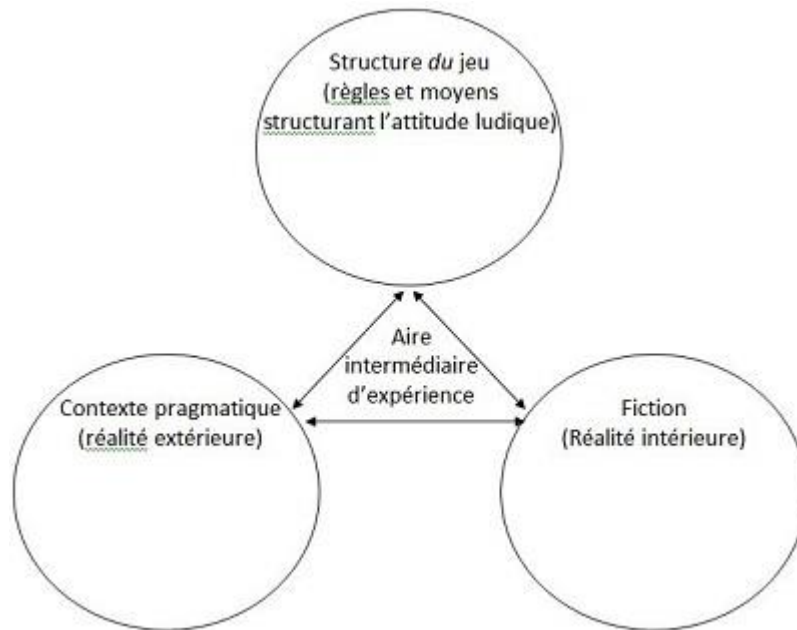 Structure du jeu
(règles et moyens
structurant l'attitude ludique)
Aire
intermédiaire
d'expérience
Contexte pragmatique
(réalité extérieure)
Fiction
(Réalité intérieure)